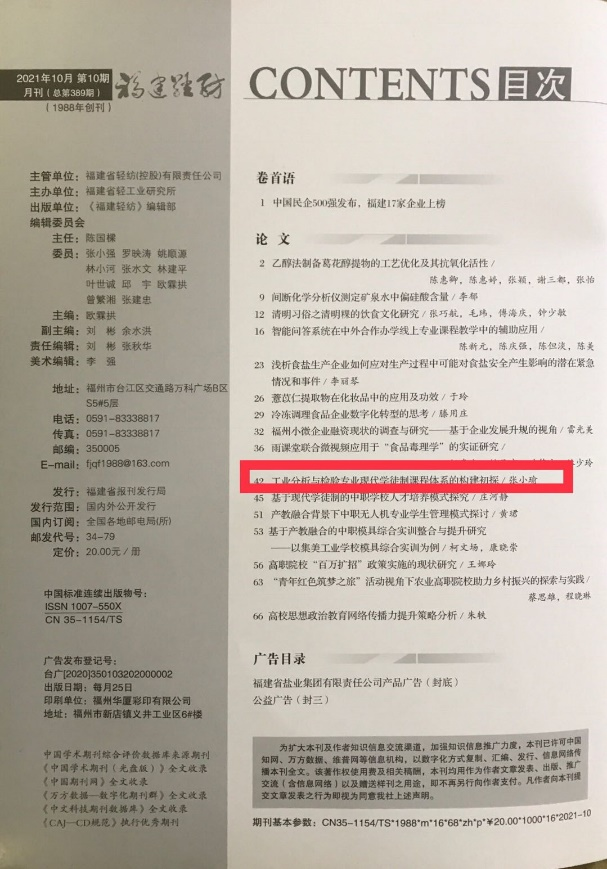 2021年10月 第10期
月刊（总第389期）
（1988年创刊）
福建轻纺
CONTENTS 目次
主管单位：福建省轻纺(控股)有限责任公司
主办单位：福建省轻工业研究所
出版单位：《福建轻纺》编辑部
编辑委员会
主任：陈国樑
委员：张小强 罗映涛 姚顺源
林小河 张水文 林建平
叶世诚 邱 宇 欧霖拱
曾繁湘 张建忠
主编：欧霖拱
副主编：刘 彬 余水洪
责任编辑：刘 彬 张秋华
美术编辑：李 强
地址：福州市台江区交通路万科广场B区
S5#5层
电话：0591-83338817
传真：0591-83338817
邮编：350005
E-mail：fjqf1988@163.com
发行：福建省报刊发行局
发行范围：国内外公开发行
国内订阅：全国各地邮电局(所)
邮发代号：34-79
定价：20.00元 / 册
中国标准连续出版物号：
ISSN 1007-550X
CN 35-1154/TS
广告发布登记号：
台广[2020]350103202000002
出版日期：每月25日
印刷单位：福州华厦彩印有限公司
地址：福州市新店镇义井工业区6#楼
中国学术期刊综合评价数据库来源期刊
《中国学术期刊（光盘版）》全文收录
《中国期刊网》全文收录
《万方数据—数字化期刊群》全文收录
《中文科技期刊数据库》全文收录
《CAJ—CD规范》执行优秀期刊
卷首语
1 中国民企500强发布，福建17家企业上榜
论 文
2 乙醇法制备葛花醇提物的工艺优化及其抗氧化活性 /
陈惠卿，陈惠婷，张颖，谢三都，张怡
9 间断化学分析仪测定矿泉水中偏硅酸含量 / 李郁
12 清明习俗之清明粿的饮食文化研究 / 张巧航，毛玮，傅海庆，钟少敏
16 智能问答系统在中外合作办学线上专业课程教学中的辅助应用 /
陈新元，陈庆强，陈但淡，陈美
23 浅析食盐生产企业如何应对生产过程中可能对食盐安全产生影响的潜在紧急
情况和事件 / 李丽琴
26 薏苡仁提取物在化妆品中的应用及功效 / 于玲
29 冷冻调理食品企业数字化转型的思考 / 滕用庄
32 福州小微企业融资现状的调查与研究——基于企业发展升规的视角 / 雷光美
36 雨课堂联合微视频应用于“食品毒理学”的实证研究 /
少玲
42 工业分析与检验专业现代学徒制课程体系的构建初探 / 张小瑜
45 基于现代学徒制的中职学校人才培养模式探究 / 庄河静
51 产教融合背景下中职无人机专业学生管理模式探讨 / 黄珺
53 基于产教融合的中职模具综合实训整合与提升研究
——以集美工业学校模具综合实训为例 / 柯文场，康晓崇
56 高职院校“百万扩招”政策实施的现状研究 / 王娜玲
63 “青年红色筑梦之旅”活动视角下农业高职院校助力乡村振兴的探索与实践 /
蔡思雄，程晓琳
66 高校思想政治教育网络传播力提升策略分析 / 朱轶
广告目录
福建省盐业集团有限责任公司产品广告（封底）
公益广告（封三）
为扩大本刊及作者知识信息交流渠道，加强知识信息推广力度，本刊已许可中国
知网、万方数据、维普网等信息机构，以数字化方式复制、汇编、发行、信息网络传
播本刊全文。该著作权使用费及相关稿酬，本刊均用作为作者文章发表、出版、推广
交流（含信息网络）以及赠送样刊之用途，即不再另行向作者支付。凡作者向本刊提
交文章发表之行为即视为同意我社上述声明。
期刊基本参数：CN35-1154/TS*1988*m*16*68*zh*p*￥20.00*1000*16*2021-10